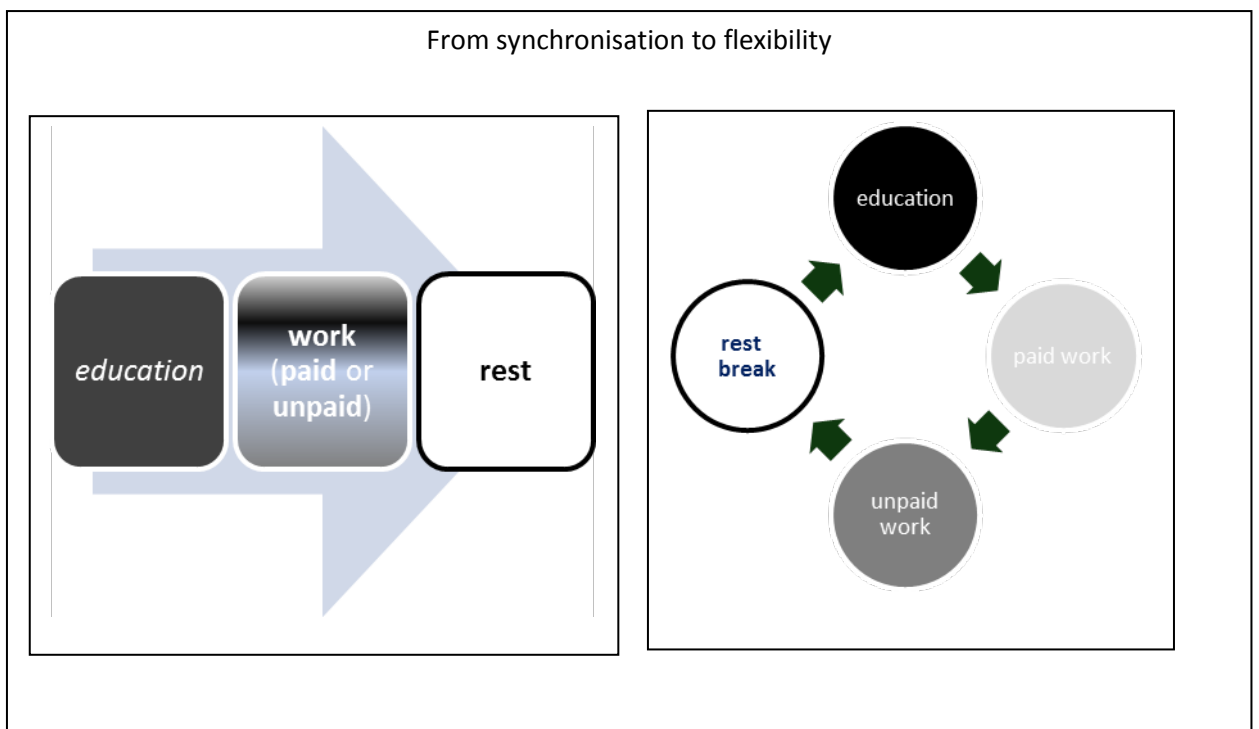 From synchronisation to flexibility
education
work
(paid or
unpaid)
rest
education
paid work
unpaid
work
rest
break